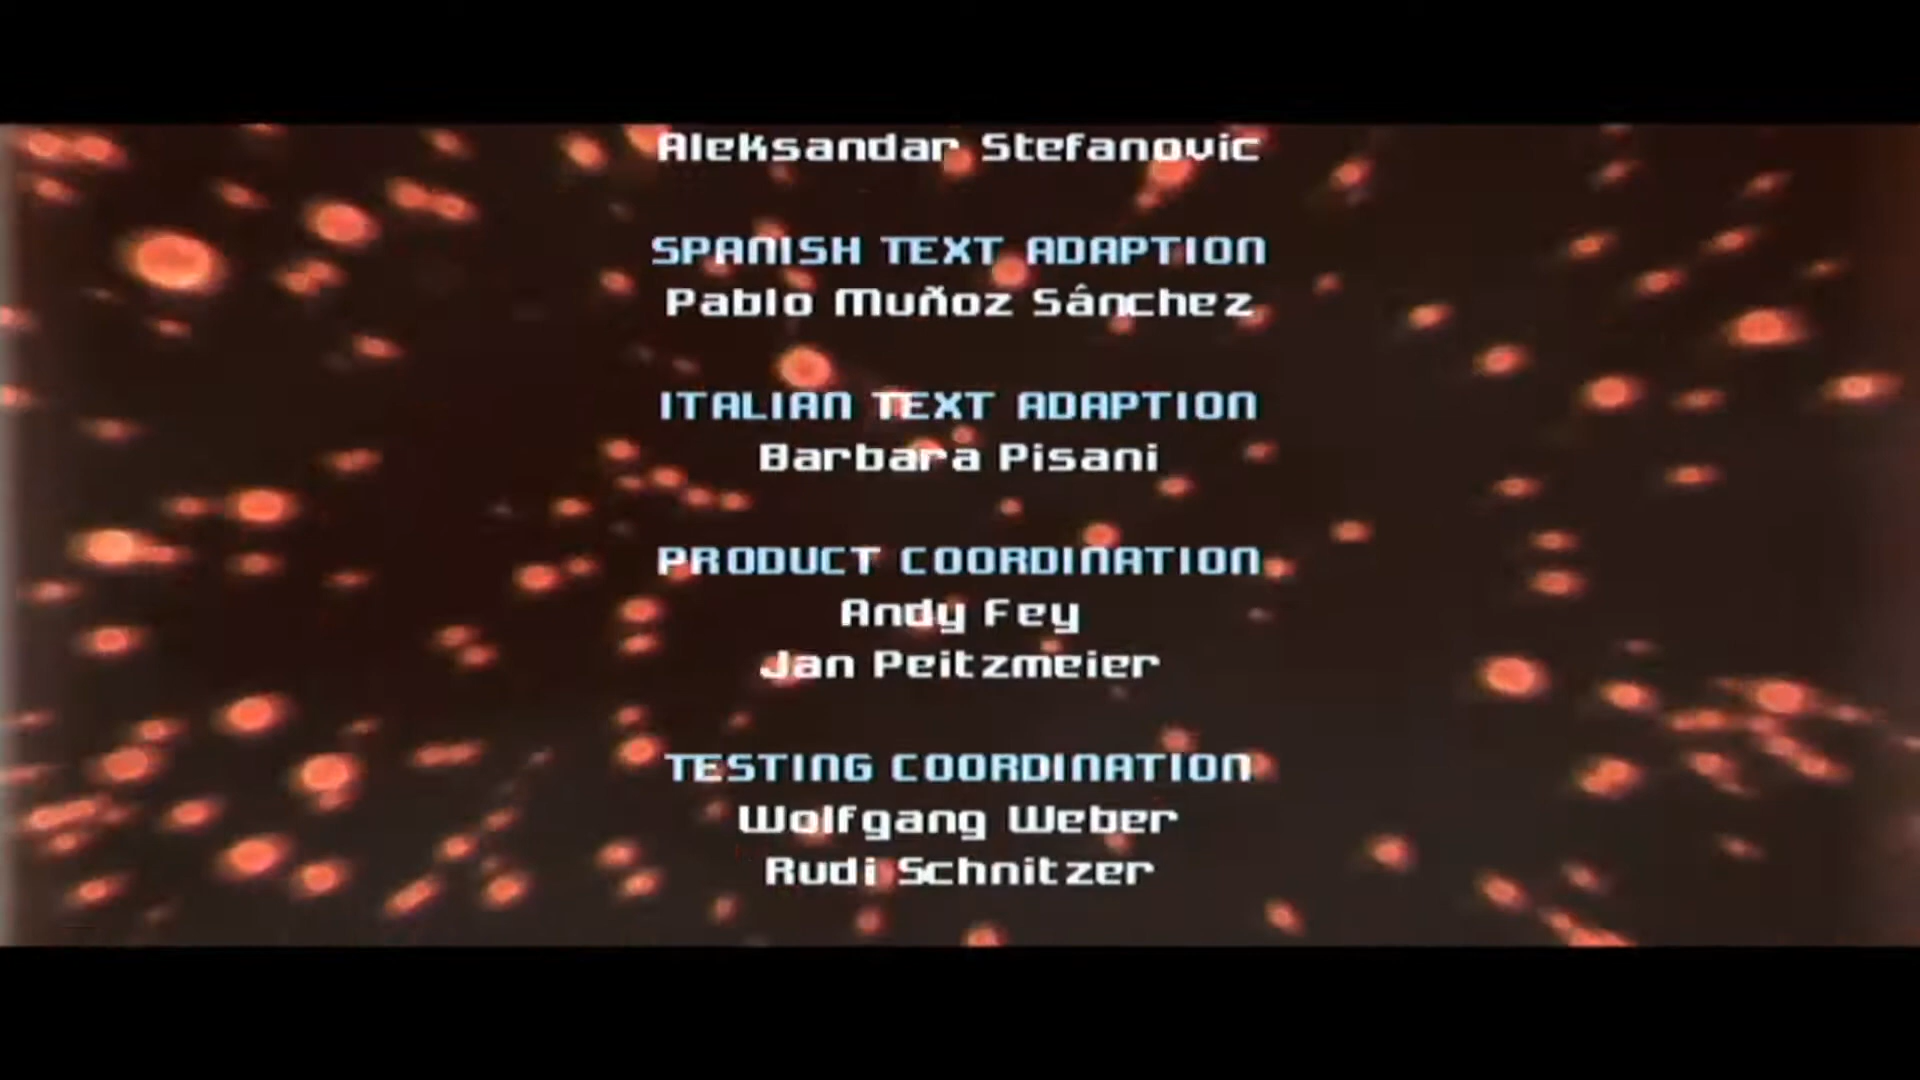 Aleksandar Stefanovic
SPANISH TEXT ADAPTION
Pablo Muñoz Sánchez
ITALIAN TEXT ADAPTION
Barbara Pisani
PRODUCT COORDINATION
Andy Fey
Jan Peitzmeier
TESTING COORDINATION
Wolfgang Weber
Rudi Schnitzer